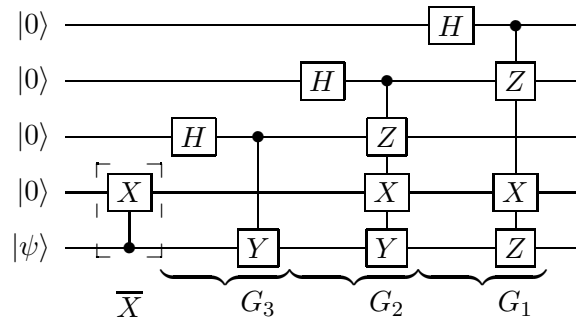 |0⟩ H
|0⟩ H Z
|0⟩ H Z
|0⟩ X X X
|ψ⟩ Y Y Z
X̅ G₃ G₂ G₁